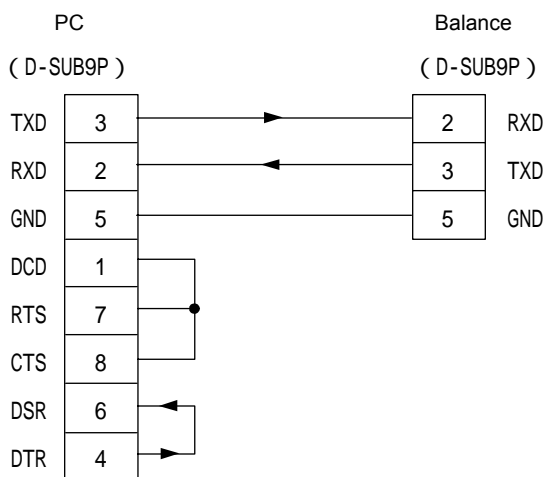 PC Balance
( D-SUB9P ) ( D-SUB9P )
TXD 3 2 RXD
RXD 2 3 TXD
GND 5 5 GND
DCD 1
RTS 7
CTS 8
DSR 6
DTR 4